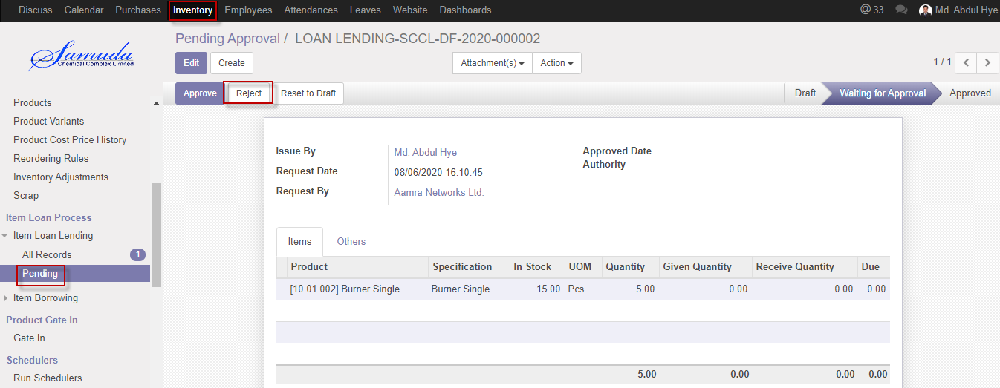 Discuss Calendar Purchases Inventory Employees Attendances Leaves Website Dashboards @ 33 Md. Abdul Hye
Samuda
Chemical Complex Limited
Products
Product Variants
Product Cost Price History
Reordering Rules
Inventory Adjustments
Scrap
Item Loan Process
Item Loan Lending
All Records 1
Pending
Item Borrowing
Product Gate In
Gate In
Schedulers
Run Schedulers
Pending Approval / LOAN LENDING-SCCL-DF-2020-000002
Edit Create Attachment(s) Action 1 / 1
Approve Reject Reset to Draft Draft Waiting for Approval Approved
Issue By Md. Abdul Hye
Request Date 08/06/2020 16:10:45
Request By Aamra Networks Ltd.
Approved Date
Authority
Items Others
Product Specification In Stock UOM Quantity Given Quantity Receive Quantity Due
[10.01.002] Burner Single Burner Single 15.00 Pcs 5.00 0.00 0.00 0.00
5.00 0.00 0.00 0.00